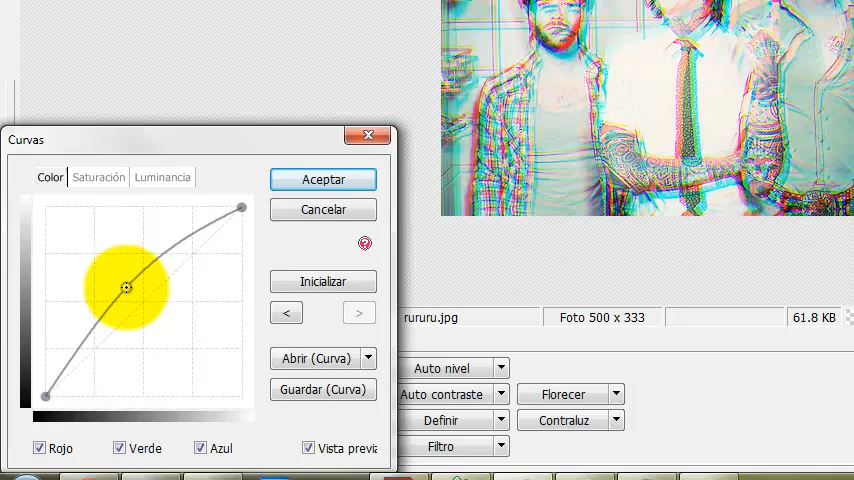 Curvas
Color Saturación Luminancia
Aceptar
Cancelar
Inicializar
<
>
Abrir (Curva)
Guardar (Curva)
Rojo Verde Azul Vista previa
rururu.jpg Foto 500 x 333 61.8 KB
Auto nivel
Auto contraste Florecer
Definir Contraluz
Filtro